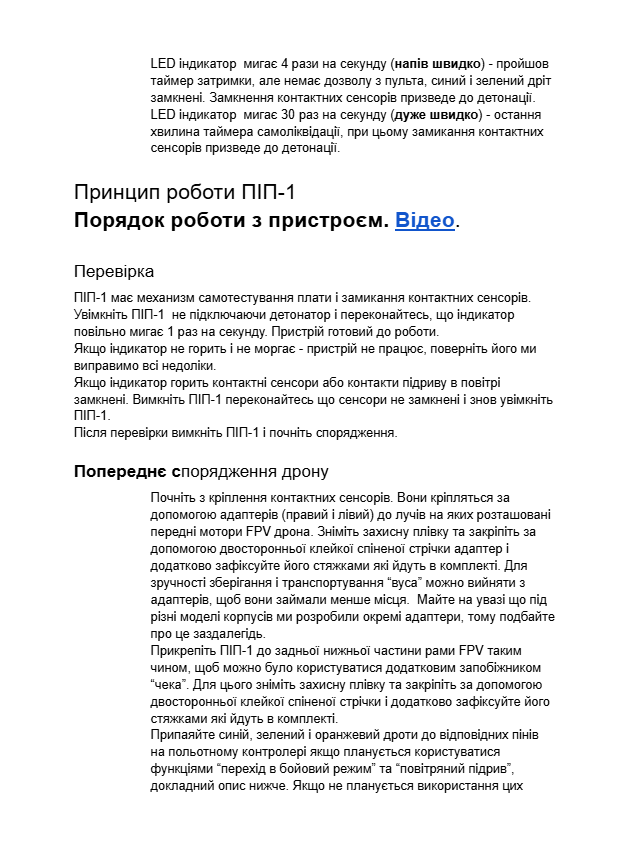 LED індикатор  мигає 4 рази на секунду (напів швидко) - пройшов
таймер затримки, але немає дозволу з пульта, синий і зелений дріт
замкнені. Замкнення контактних сенсорів призведе до детонації.
LED індикатор  мигає 30 раз на секунду (дуже швидко) - остання
хвилина таймера самоліквідації, при цьому замикання контактних
сенсорів призведе до детонації.
Принцип роботи ПІП-1
Порядок роботи з пристроєм. Відео.
Перевірка
ПІП-1 має механізм самотестування плати і замикання контактних сенсорів.
Увімкніть ПІП-1  не підключаючи детонатор і переконайтесь, що індикатор
повільно мигає 1 раз на секунду. Пристрій готовий до роботи.
Якщо індикатор не горить і не моргає - пристрій не працює, поверніть його ми
виправимо всі недоліки.
Якщо індикатор горить контактні сенсори або контакти підриву в повітрі
замкнені. Вимкніть ПІП-1 переконайтесь що сенсори не замкнені і знов увімкніть
ПІП-1.
Після перевірки вимкніть ПІП-1 і почніть спорядження.
Попереднє спорядження дрону
Почніть з кріплення контактних сенсорів. Вони кріпляться за
допомогою адаптерів (правий і лівий) до лучів на яких розташовані
передні мотори FPV дрона. Зніміть захисну плівку та закріпіть за
допомогою двосторонньої клейкої спіненої стрічки адаптер і
додатково зафіксуйте його стяжками які йдуть в комплекті. Для
зручності зберігання і транспортування “вуса” можно вийняти з
адаптерів, щоб вони займали менше місця.  Майте на увазі що під
різні моделі корпусів ми розробили окремі адаптери, тому подбайте
про це заздалегідь.
Прикрепіть ПІП-1 до задньої нижньої частини рами FPV таким
чином, щоб можно було користуватися додатковим запобіжником
“чека”. Для цього зніміть захисну плівку та закріпіть за допомогою
двосторонньої клейкої спіненої стрічки і додатково зафіксуйте його
стяжками які йдуть в комплекті.
Припаяйте синій, зелений і оранжевий дроти до відповідних пінів
на польотному контролері якщо планується користуватися
функціями “перехід в бойовий режим” та “повітряний підрив”,
докладний опис нижче. Якщо не планується використання цих